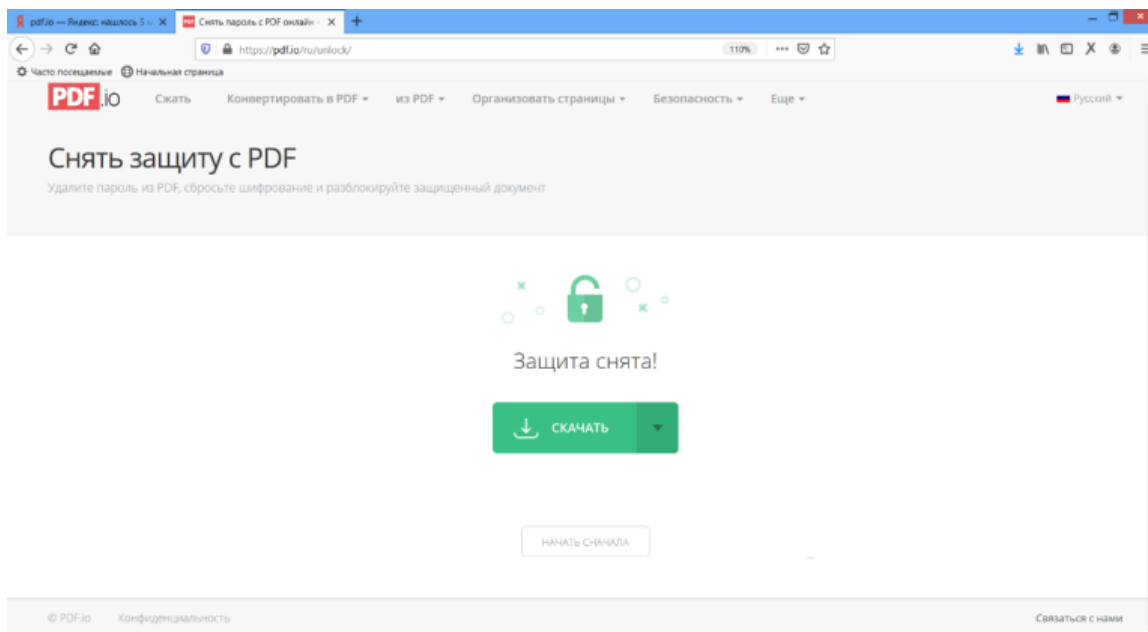 pdf.io — Яндекс: нашлось 5
Снять пароль с PDF онлайн -
https://pdf.io/ru/unlock/
110%
Часто посещаемые
Начальная страница
PDF.iO
Сжать
Конвертировать в PDF
из PDF
Организовать страницы
Безопасность
Еще
Русский
Снять защиту с PDF
Удалите пароль из PDF, сбросьте шифрование и разблокируйте защищенный документ
Защита снята!
СКАЧАТЬ
НАЧАТЬ СНАЧАЛА
© PDF.io
Конфиденциальность
Связаться с нами